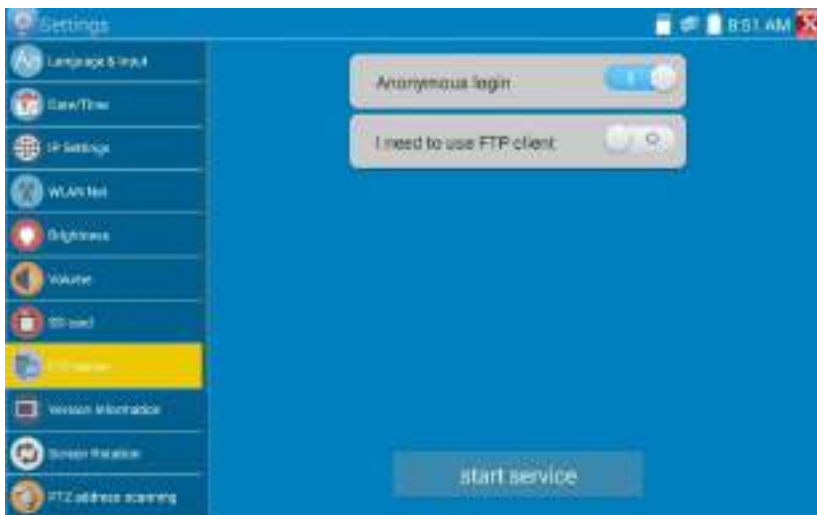 Settings
8:51 AM
Language & Input
Date/Time
IP Settings
WLAN Net
Brightness
Volume
SD card
Version Information
Screen Rotation
PTZ address scanning
Anonymous login
I need to use FTP client
start service